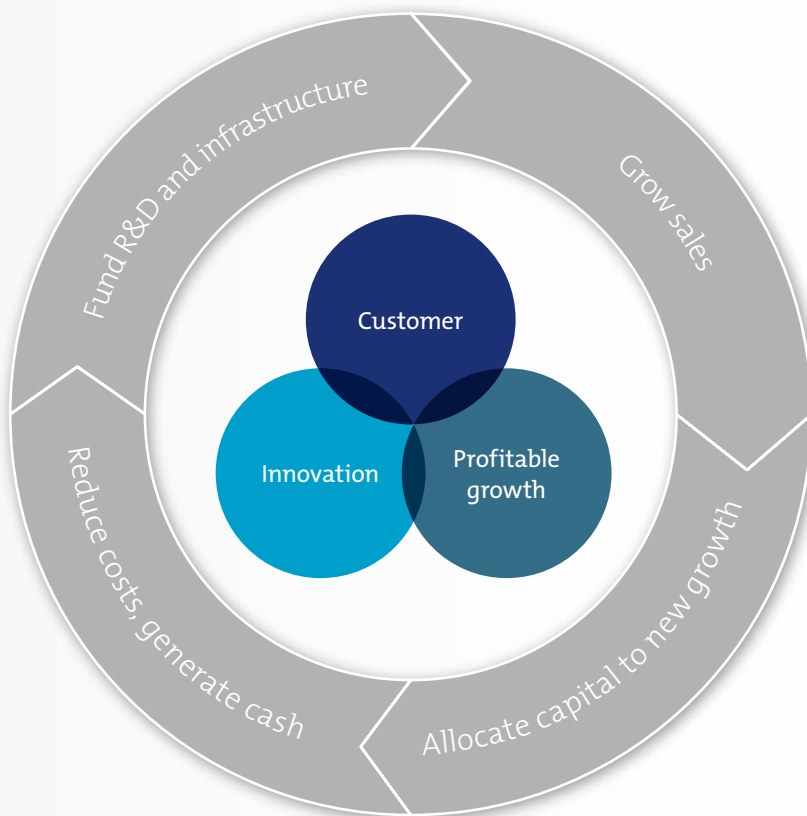 Fund R&D and infrastructure
Grow sales
Customer
Innovation
Profitable
growth
Reduce costs, generate cash
Allocate capital to new growth